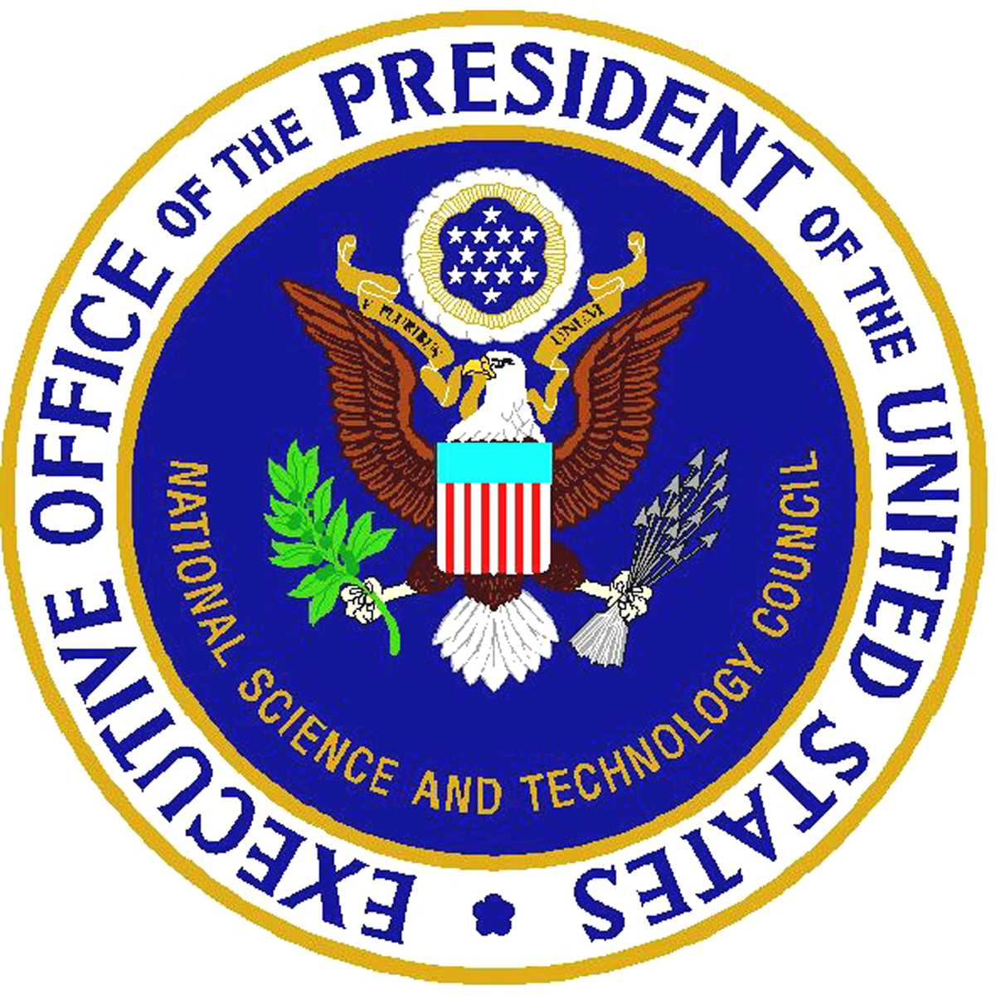 EXECUTIVE OFFICE OF THE PRESIDENT OF THE UNITED STATES
E PLURIBUS UNUM
NATIONAL SCIENCE AND TECHNOLOGY COUNCIL